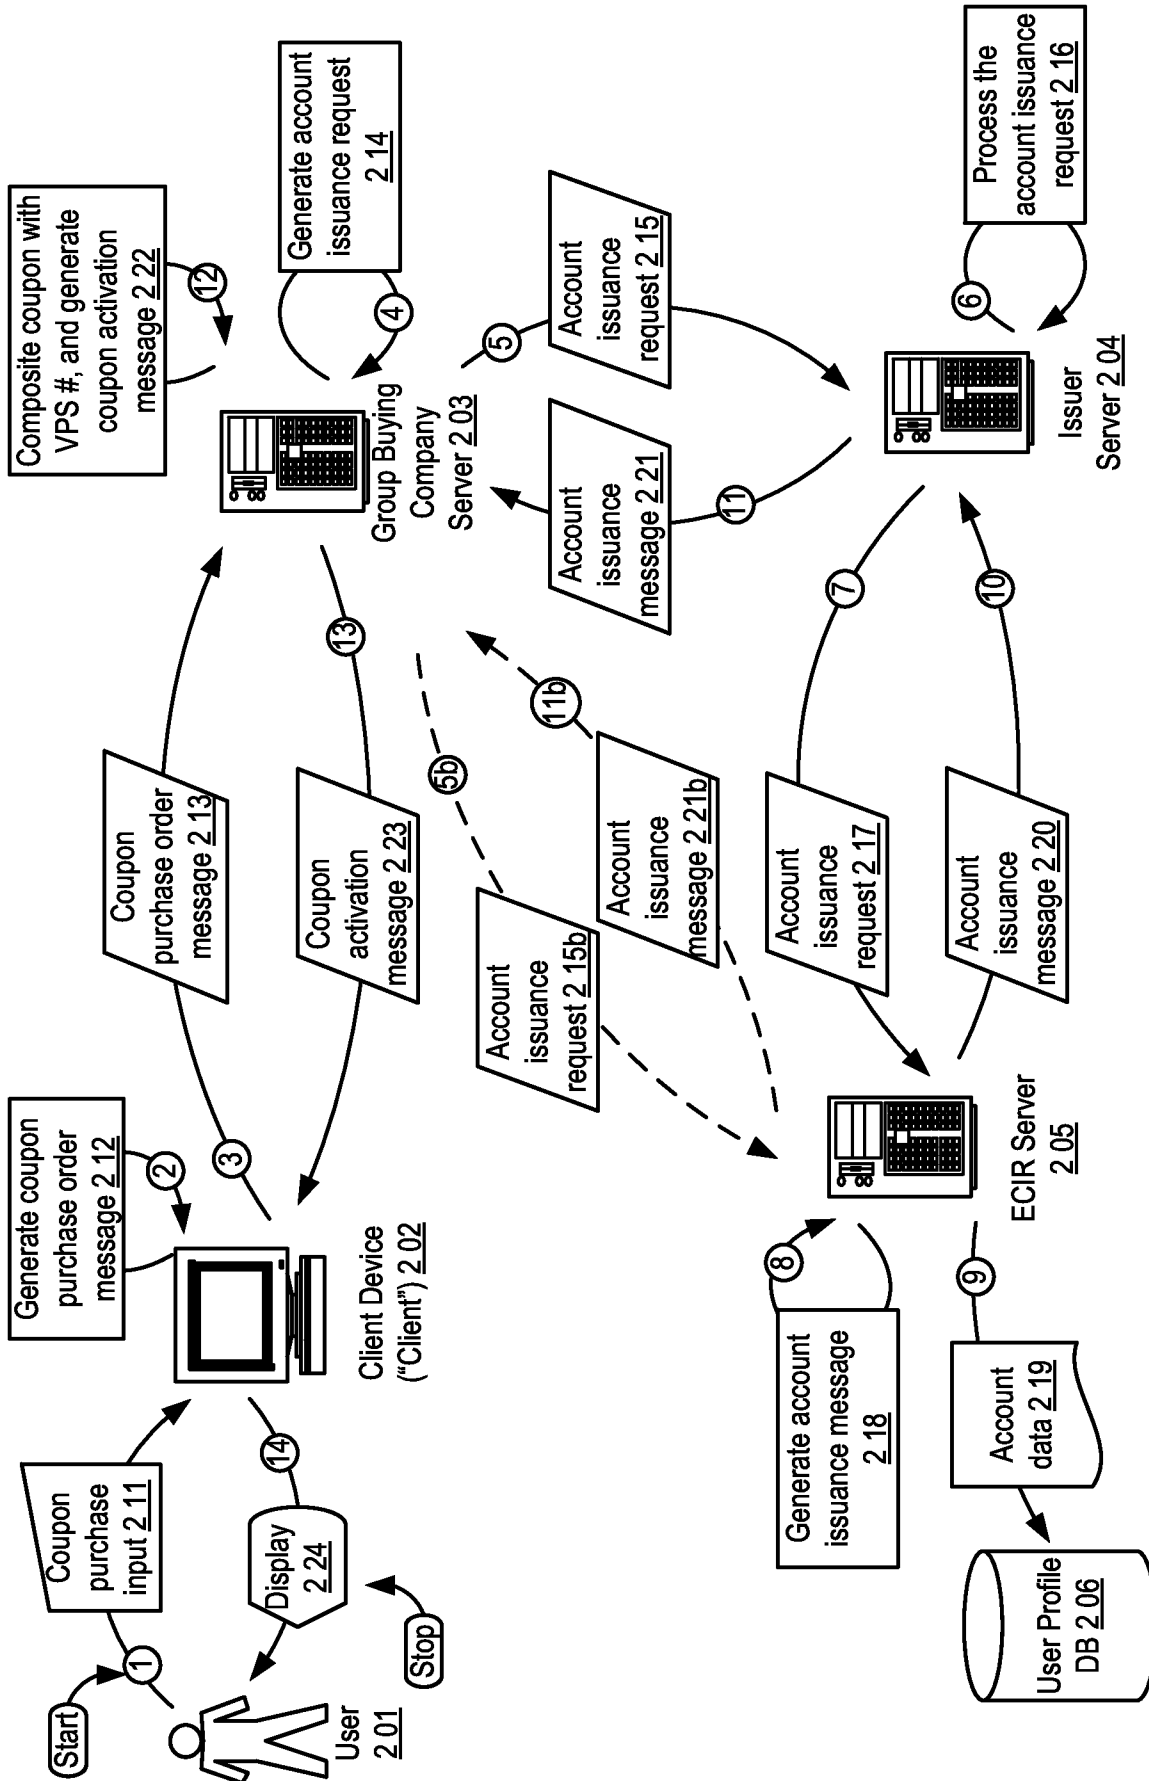 Start
1
Coupon
purchase
input 2 11
User
2 01
Display
2 24
14
Stop
Generate coupon
purchase order
message 2 12
2
Client Device
("Client") 2 02
3
Coupon
purchase order
message 2 13
Coupon
activation
message 2 23
13
Composite coupon with
VPS #, and generate
coupon activation
message 2 22
12
Generate account
issuance request
2 14
4
Group Buying
Company
Server 2 03
5
Account
issuance
request 2 15
Account
issuance
message 2 21
11
5b
Account
issuance
request 2 15b
11b
Account
issuance
message 2 21b
Process the
account issuance
request 2 16
6
Issuer
Server 2 04
7
Account
issuance
request 2 17
10
Account
issuance
message 2 20
ECIR Server
2 05
8
Generate account
issuance message
2 18
9
Account
data 2 19
User Profile
DB 2 06